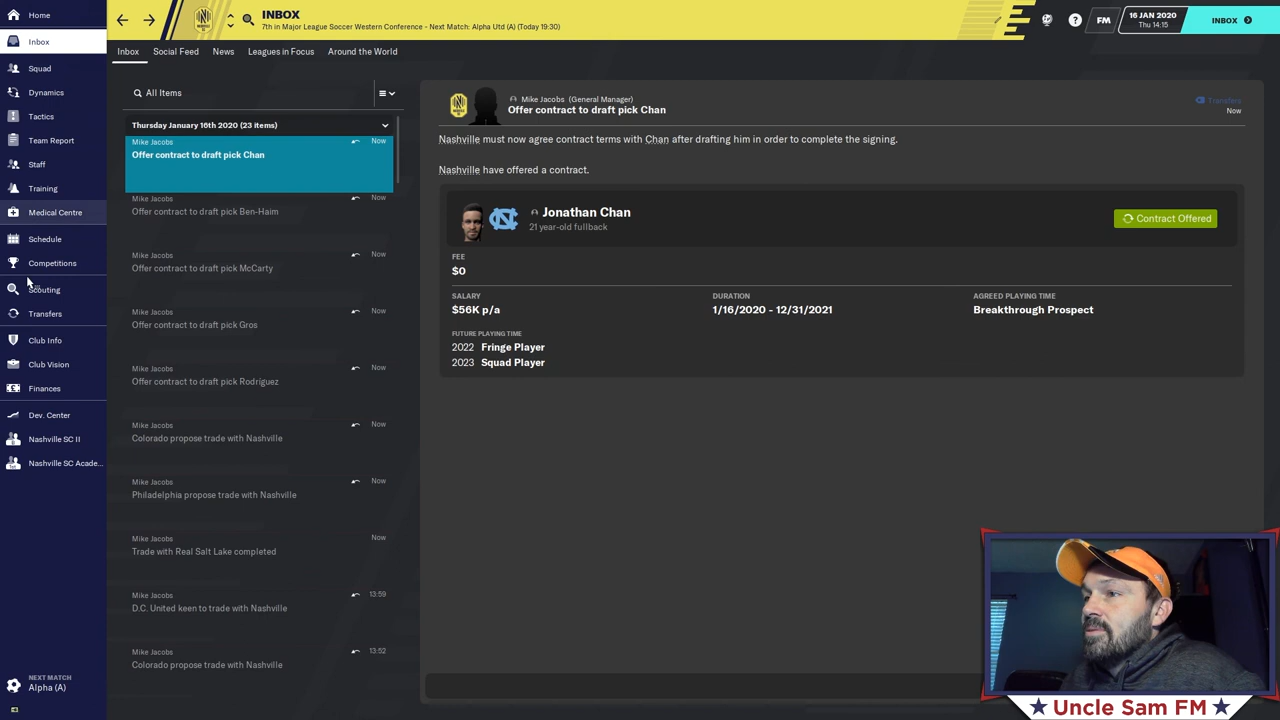 Home
Inbox
Squad
Dynamics
Tactics
Team Report
Staff
Training
Medical Centre
Schedule
Competitions
Scouting
Transfers
Club Info
Club Vision
Finances
Dev. Center
Nashville SC II
Nashville SC Acade...
NEXT MATCH
Alpha (A)
INBOX
7th in Major League Soccer Western Conference - Next Match: Alpha Utd (A) (Today 19:30)
FM
16 JAN 2020
Thu 14:15
INBOX
Inbox
Social Feed
News
Leagues in Focus
Around the World
All Items
Thursday January 16th 2020 (23 items)
Mike Jacobs Now
Offer contract to draft pick Chan
Mike Jacobs Now
Offer contract to draft pick Ben-Haim
Mike Jacobs Now
Offer contract to draft pick McCarty
Mike Jacobs Now
Offer contract to draft pick Gros
Mike Jacobs Now
Offer contract to draft pick Rodríguez
Mike Jacobs Now
Colorado propose trade with Nashville
Mike Jacobs Now
Philadelphia propose trade with Nashville
Mike Jacobs Now
Trade with Real Salt Lake completed
Mike Jacobs 13:59
D.C. United keen to trade with Nashville
Mike Jacobs 13:52
Colorado propose trade with Nashville
Mike Jacobs (General Manager)
Offer contract to draft pick Chan
Transfers
Now
Nashville must now agree contract terms with Chan after drafting him in order to complete the signing.
Nashville have offered a contract.
NC
Jonathan Chan
21 year-old fullback
Contract Offered
FEE
$0
SALARY
$56K p/a
DURATION
1/16/2020 - 12/31/2021
AGREED PLAYING TIME
Breakthrough Prospect
FUTURE PLAYING TIME
2022 Fringe Player
2023 Squad Player
Uncle Sam FM